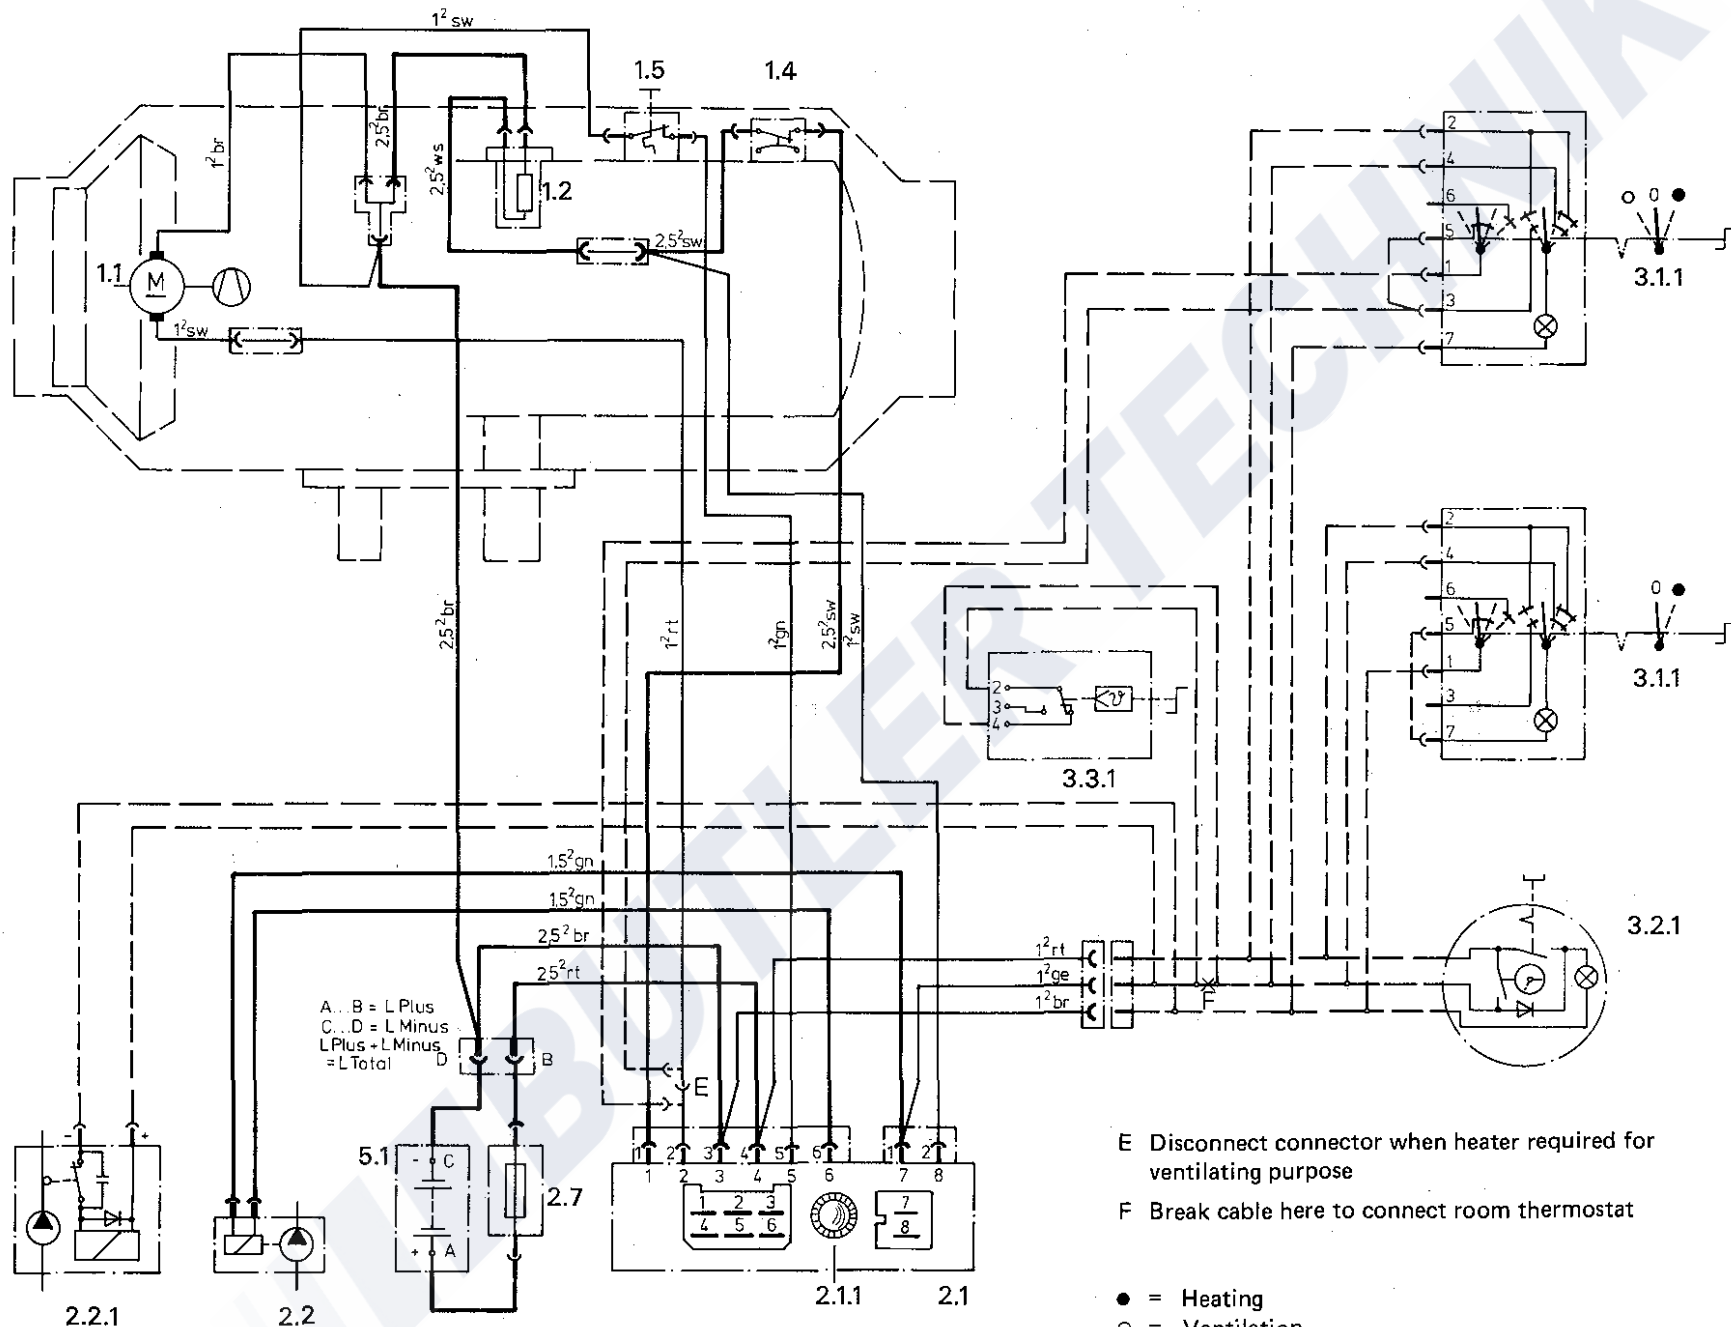 1² sw
1.5
1.4
1² br
2,5² br
2,5² ws
1.2
2,5² sw
1.1
M
1² sw
2
4
6
5
1
3
7
0
3.1.1
2,5² br
1² rt
1² gn
2,5² sw
1² sw
2
4
6
5
1
3
7
0
3.1.1
2
3
4
3.3.1
1,5² gn
1,5² gn
2,5² br
25² rt
1² rt
1² ge
1² br
F
3.2.1
A...B = L Plus
C...D = L Minus
L Plus + L Minus
= L Total
D
B
E
- +
5.1
- C
+ A
2.7
1 2 3 4 5 6 1 2
1 2 3 4 5 6 7 8
1 2 3
4 5 6
7
8
2.2.1
2.2
2.1.1
2.1
E Disconnect connector when heater required for
ventilating purpose
F Break cable here to connect room thermostat
● = Heating
○ = Ventilation
BUTLER TECHNIK